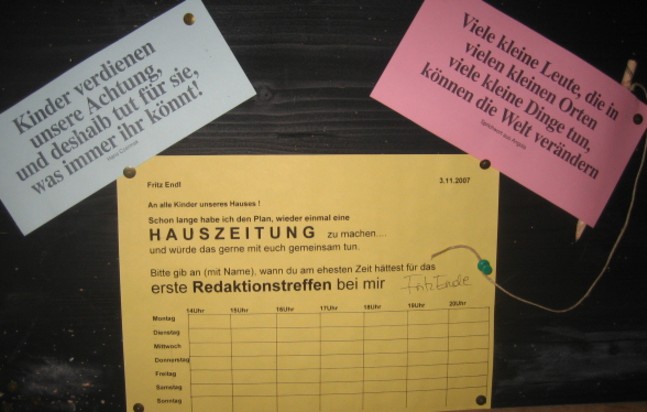 Kinder verdienen
unsere Achtung,
und deshalb tut für sie,
was immer ihr könnt!
Viele kleine Leute, die in
vielen kleinen Orten
viele kleine Dinge tun,
können die Welt verändern
Sprichwort aus Angola
Fritz Endl
3.11.2007
An alle Kinder unseres Hauses !
Schon lange habe ich den Plan, wieder einmal eine
HAUSZEITUNG zu machen....
und würde das gerne mit euch gemeinsam tun.
Bitte gib an (mit Name), wann du am ehesten Zeit hättest für das
erste Redaktionstreffen bei mir
14Uhr 15Uhr 16Uhr 17Uhr 18Uhr 19Uhr 20Uhr
Montag
Dienstag
Mittwoch
Donnerstag
Freitag
Samstag
Sonntag